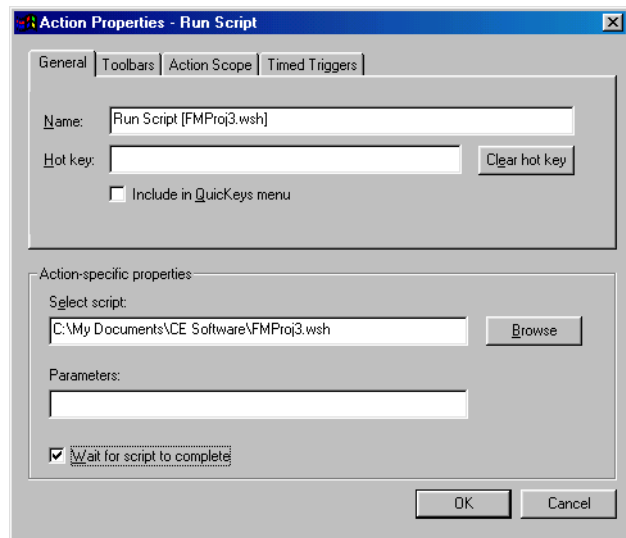 Action Properties - Run Script
General Toolbars Action Scope Timed Triggers
Name: Run Script [FMProj3.wsh]
Hot key: Clear hot key
Include in QuicKeys menu
Action-specific properties
Select script:
C:\My Documents\CE Software\FMProj3.wsh Browse
Parameters:
Wait for script to complete
OK Cancel